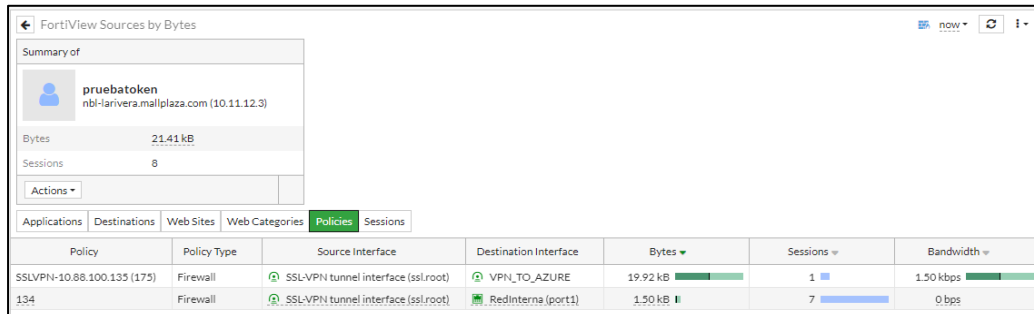 FortiView Sources by Bytes now
Summary of
pruebatoken
nbl-larivera.mallplaza.com (10.11.12.3)
Bytes 21.41 kB
Sessions 8
Actions
Applications Destinations Web Sites Web Categories Policies Sessions
Policy Policy Type Source Interface Destination Interface Bytes Sessions Bandwidth
SSLVPN-10.88.100.135 (175) Firewall SSL-VPN tunnel interface (ssl.root) VPN_TO_AZURE 19.92 kB 1 1.50 kbps
134 Firewall SSL-VPN tunnel interface (ssl.root) RedInterna (port1) 1.50 kB 7 0 bps